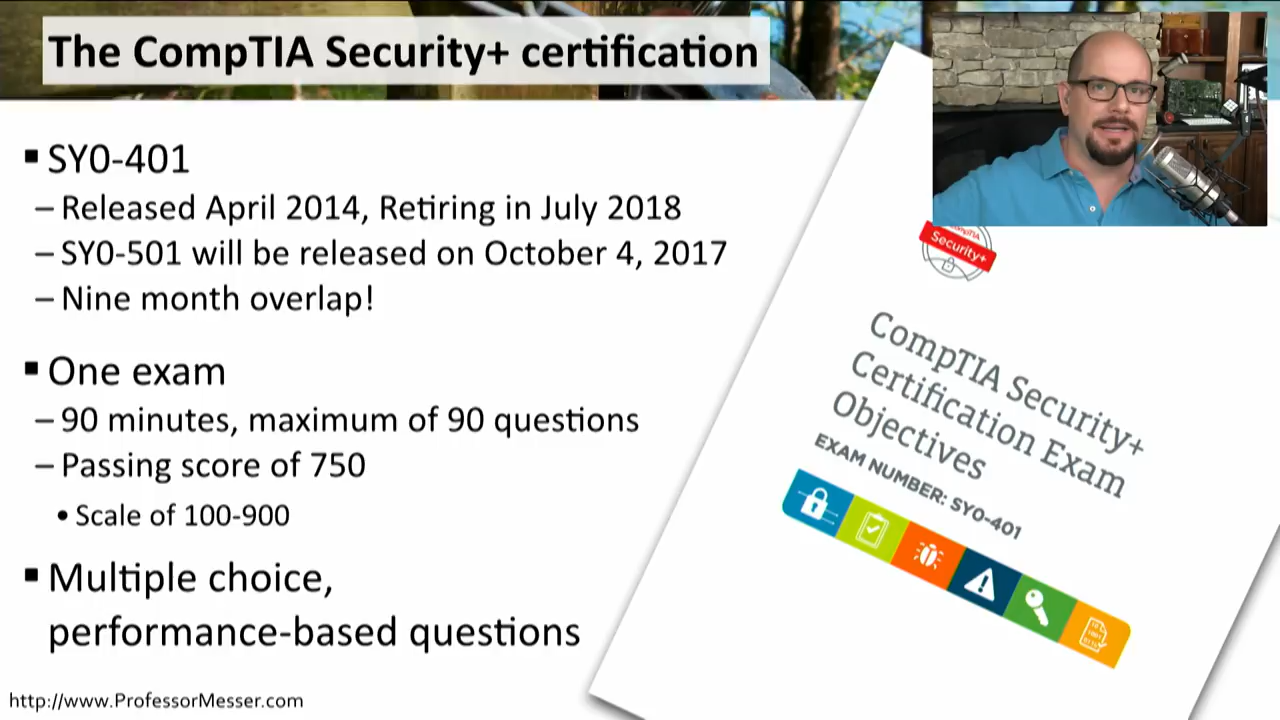 The CompTIA Security+ certification
▪ SY0-401
– Released April 2014, Retiring in July 2018
– SY0-501 will be released on October 4, 2017
– Nine month overlap!
▪ One exam
– 90 minutes, maximum of 90 questions
– Passing score of 750
• Scale of 100-900
▪ Multiple choice,
performance-based questions
http://www.ProfessorMesser.com
CompTIA
Security+
CompTIA Security+
Certification Exam
Objectives
EXAM NUMBER: SY0-401